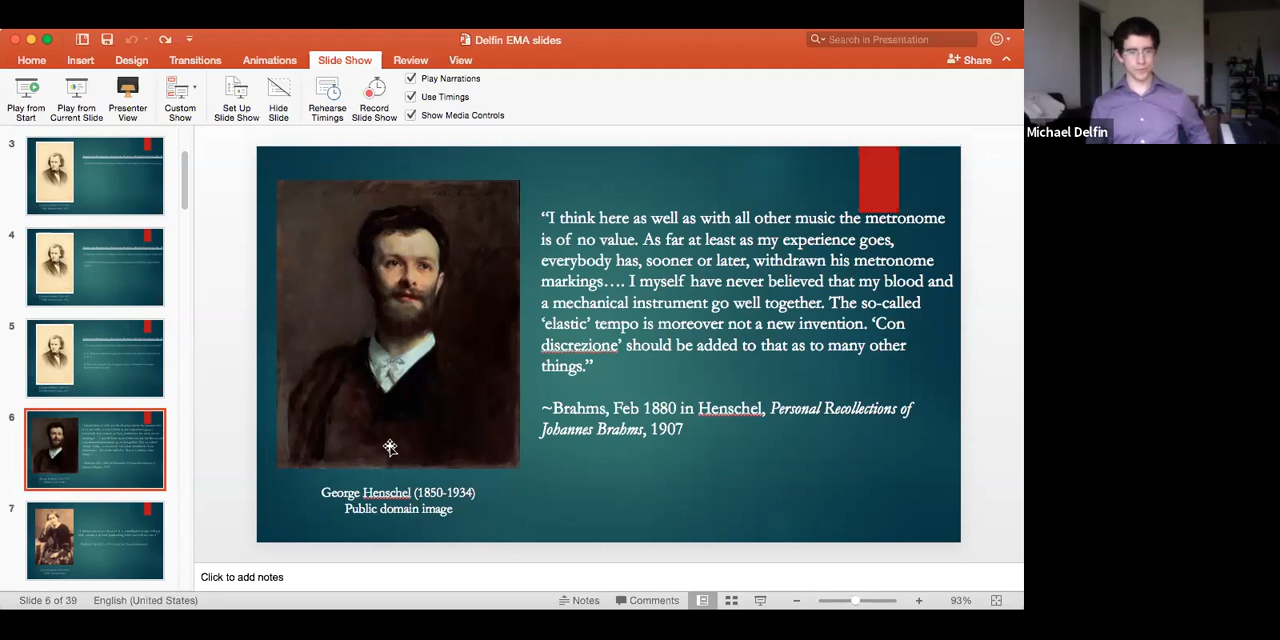 Delfin EMA slides
Search in Presentation
Home Insert Design Transitions Animations Slide Show Review View
Share
Play from Start
Play from Current Slide
Presenter View
Custom Show
Set Up Slide Show
Hide Slide
Rehearse Timings
Record Slide Show
Play Narrations
Use Timings
Show Media Controls
3
4
5
6
7
“I think here as well as with all other music the metronome
is of no value. As far at least as my experience goes,
everybody has, sooner or later, withdrawn his metronome
markings…. I myself have never believed that my blood and
a mechanical instrument go well together. The so-called
‘elastic’ tempo is moreover not a new invention. ‘Con
discrezione’ should be added to that as to many other
things.”
~Brahms, Feb 1880 in Henschel, Personal Recollections of
Johannes Brahms, 1907
George Henschel (1850-1934)
Public domain image
Click to add notes
Slide 6 of 39 English (United States) Notes Comments 93%
Michael Delfin